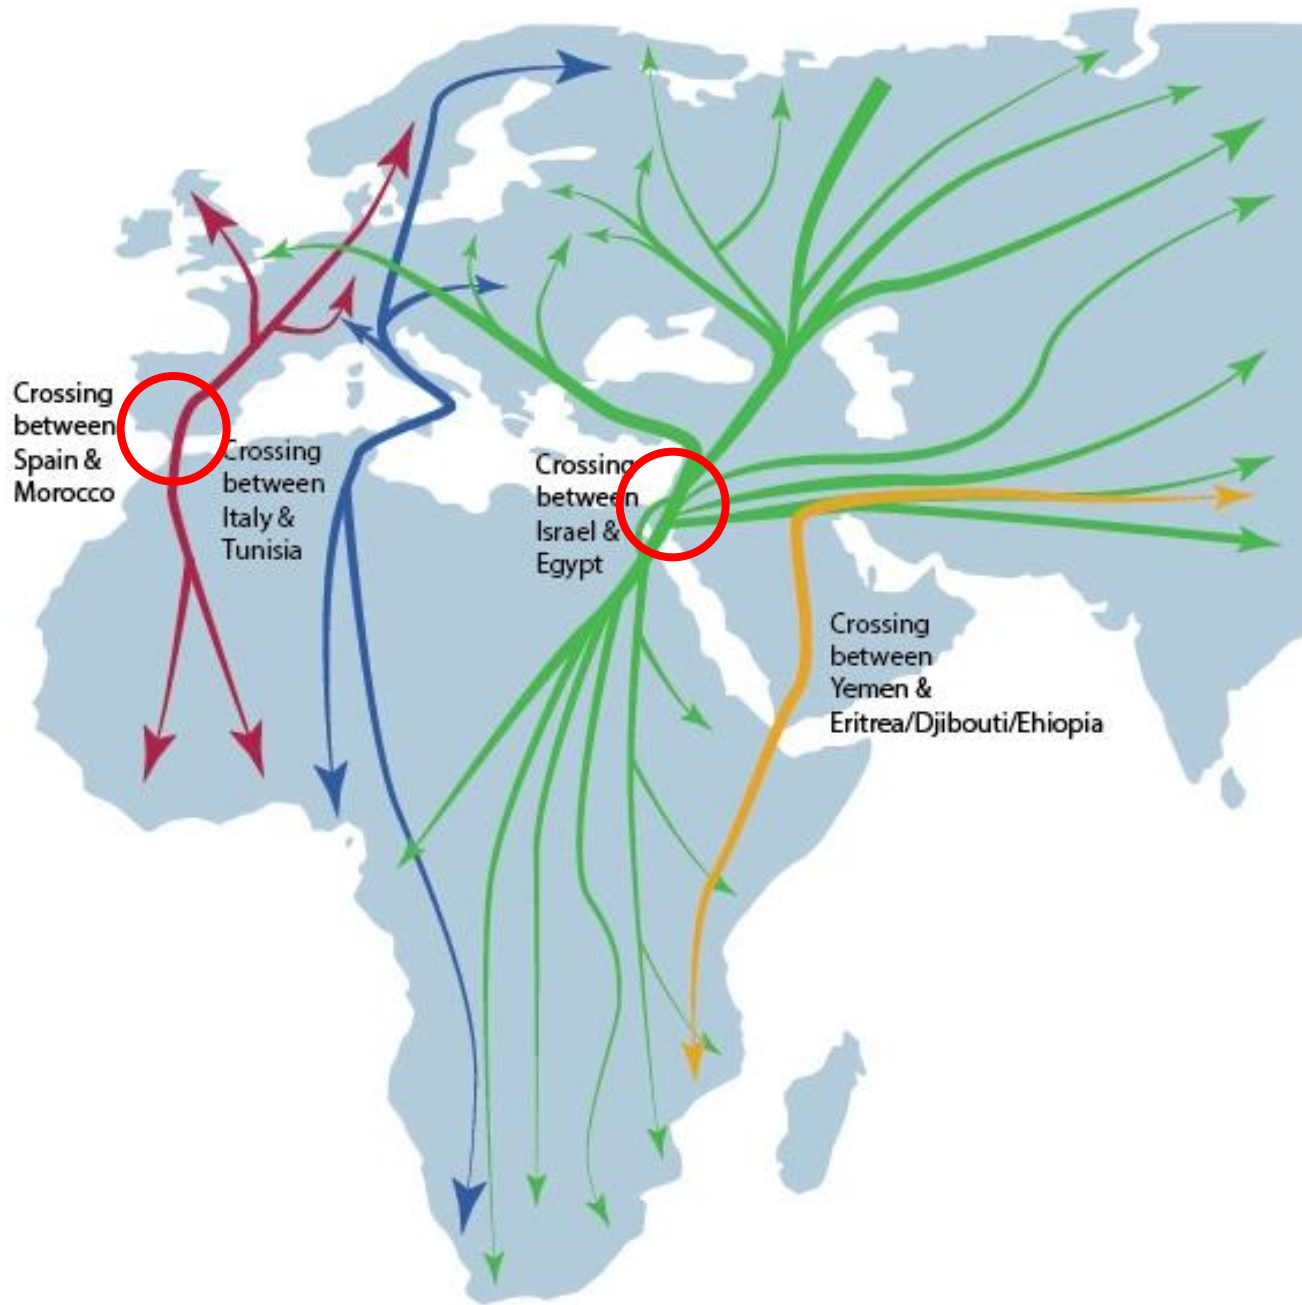 Crossing
between
Spain &
Morocco
Crossing
between
Italy &
Tunisia
Crossing
between
Israel &
Egypt
Crossing
between
Yemen &
Eritrea/Djibouti/Ehiopia